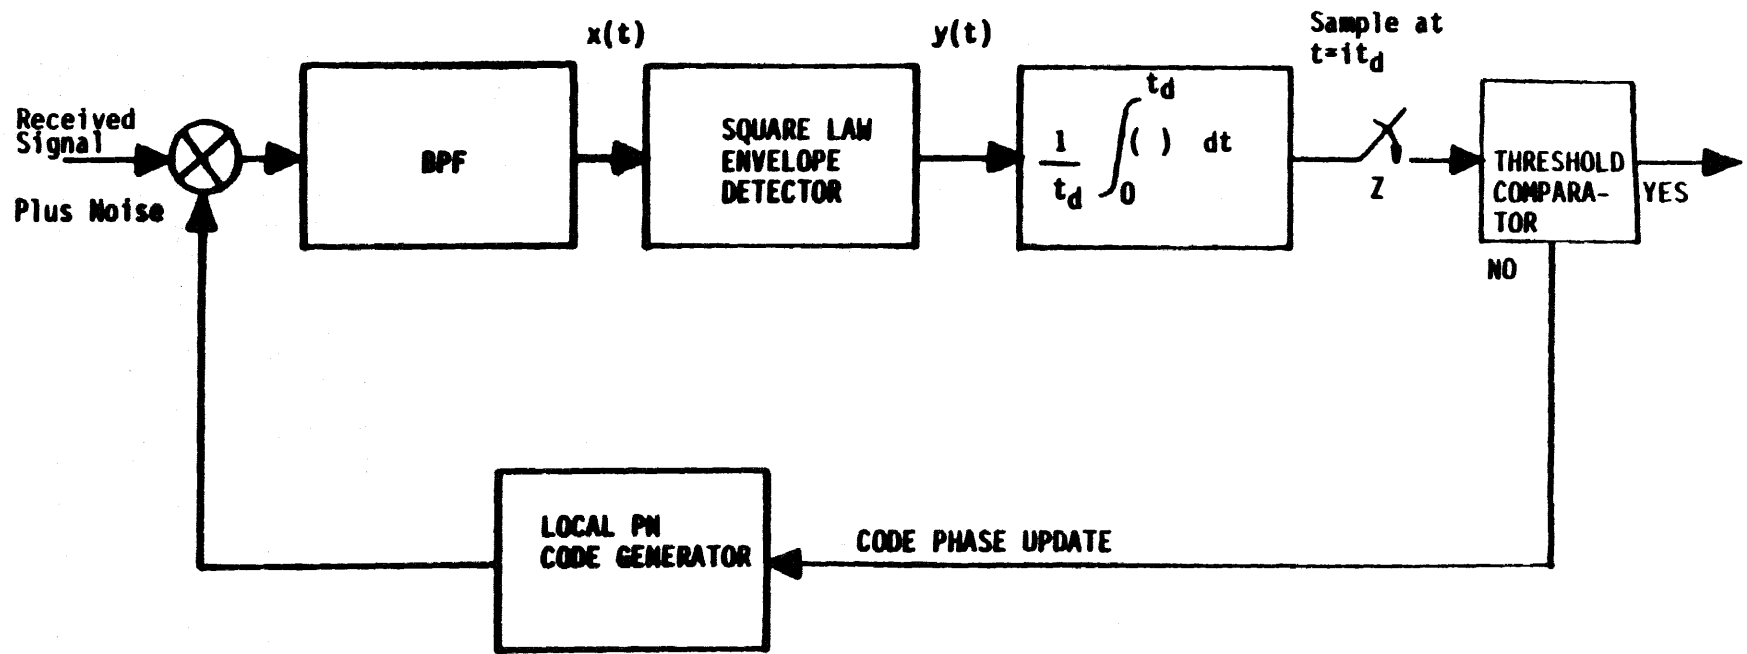 x(t)
y(t)
Sample at
t=it_d
Received
Signal
Plus Noise
BPF
SQUARE LAW
ENVELOPE
DETECTOR
1
t_d
∫
t_d
0
( ) dt
Z
THRESHOLD
COMPARA-
TOR
YES
NO
LOCAL PN
CODE GENERATOR
CODE PHASE UPDATE